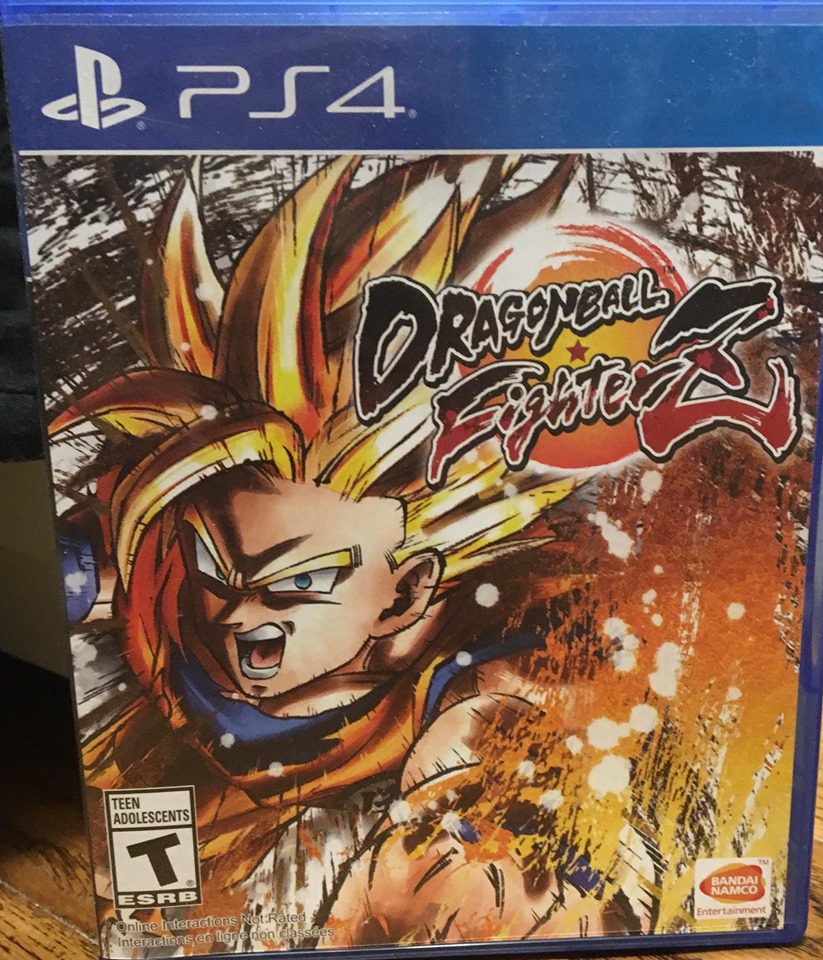 PS4
DRAGONBALL
FighterZ
TEEN
ADOLESCENTS
T
ESRB
Online Interactions Not Rated
Interactions en ligne non classées
BANDAI
NAMCO
Entertainment